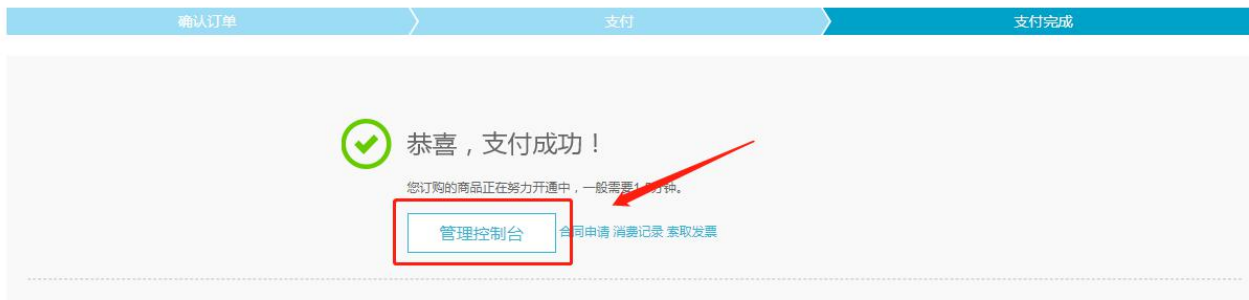 确认订单
支付
支付完成
恭喜，支付成功！
您订购的商品正在努力开通中，一般需要1 分钟。
管理控制台
合同申请 消费记录 索取发票